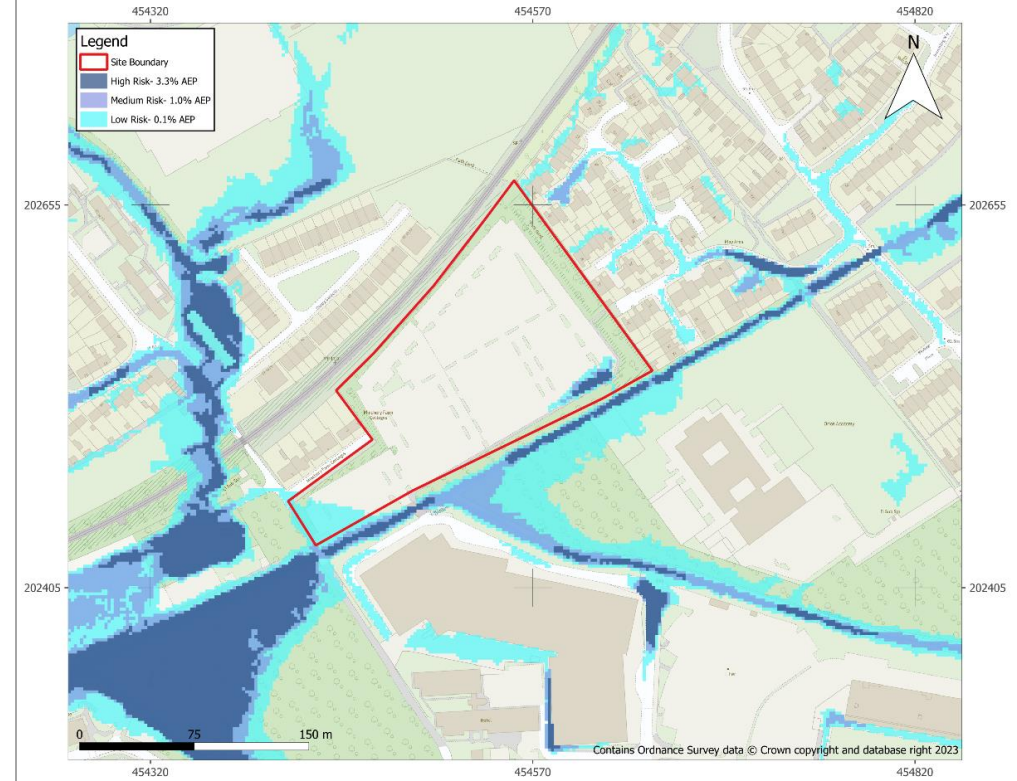 454320
454570
454820
Legend
Site Boundary
High Risk- 3.3% AEP
Medium Risk- 1.0% AEP
Low Risk- 0.1% AEP
N
202655
202655
202405
202405
0
75
150 m
Contains Ordnance Survey data © Crown copyright and database right 2023
454320
454570
454820